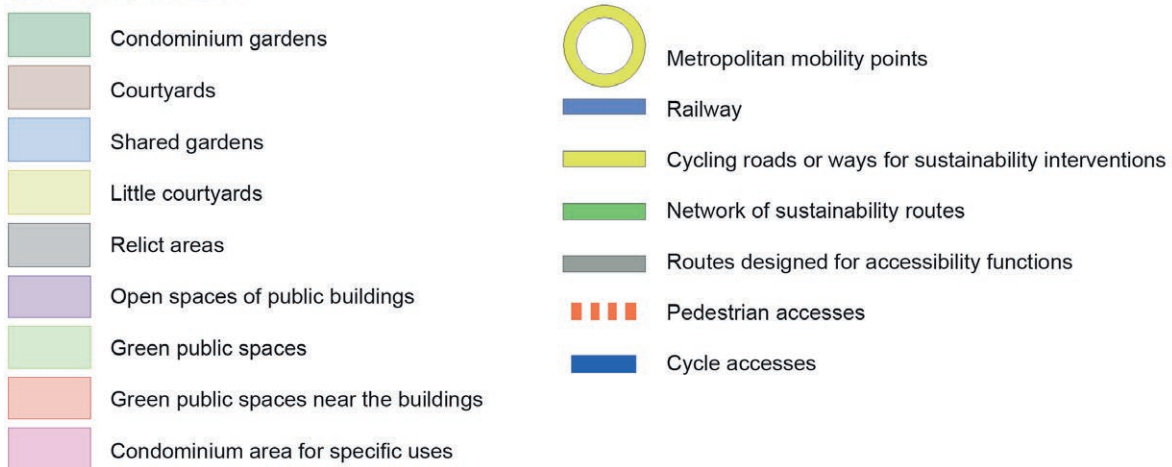 Condominium gardens
Courtyards
Shared gardens
Little courtyards
Relict areas
Open spaces of public buildings
Green public spaces
Green public spaces near the buildings
Condominium area for specific uses
Metropolitan mobility points
Railway
Cycling roads or ways for sustainability interventions
Network of sustainability routes
Routes designed for accessibility functions
Pedestrian accesses
Cycle accesses